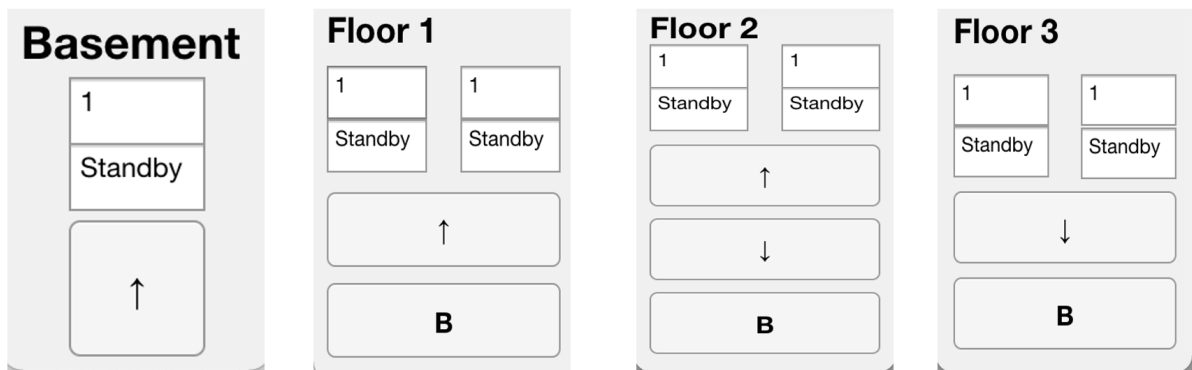 Basement
1
Standby
↑
Floor 1
1 1
Standby Standby
↑
B
Floor 2
1 1
Standby Standby
↑
↓
B
Floor 3
1 1
Standby Standby
↓
B